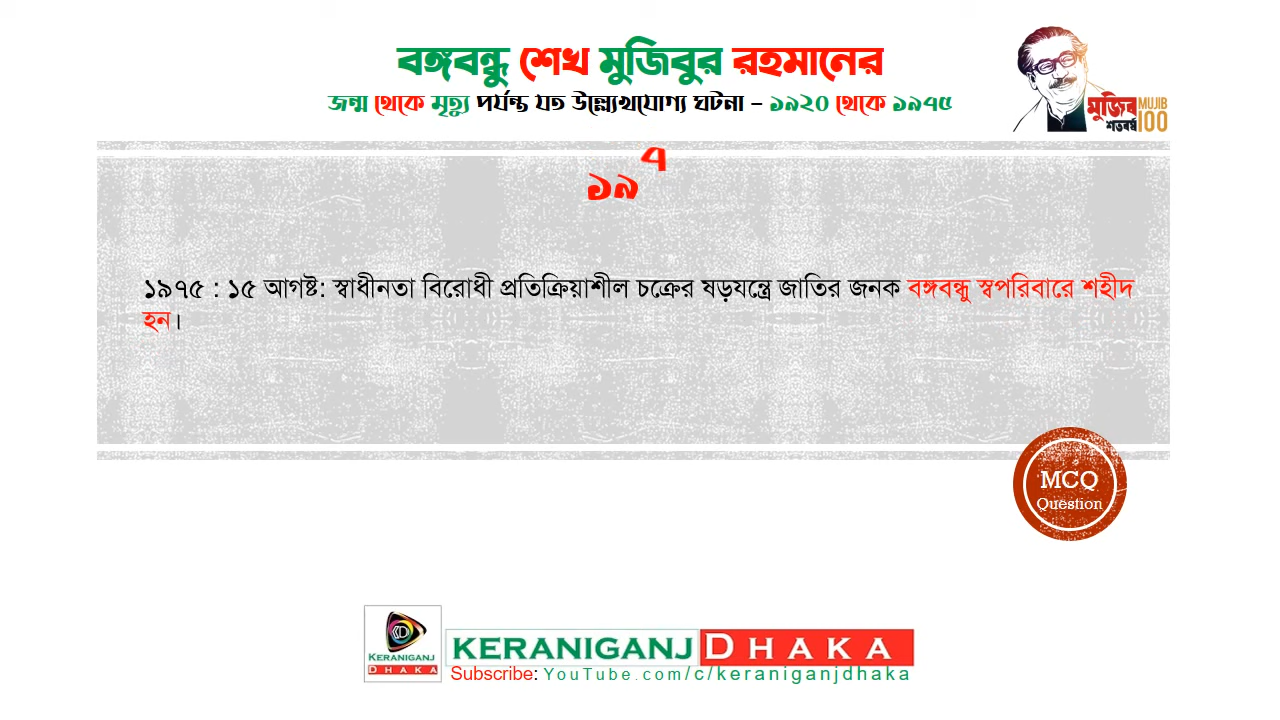 বঙ্গবন্ধু শেখ মুজিবুর রহমানের
জন্ম থেকে মৃত্যু পর্যন্ত যত উল্ল্যেখযোগ্য ঘটনা – ১৯২০ থেকে ১৯৭৫
মুজিব MUJIB
শতবর্ষ 100
১৯৭
১৯৭৫ : ১৫ আগষ্ট: স্বাধীনতা বিরোধী প্রতিক্রিয়াশীল চক্রের ষড়যন্ত্রে জাতির জনক বঙ্গবন্ধু স্বপরিবারে শহীদ
হন।
MCQ
Question
KD
KERANIGANJ
DHAKA
KERANIGANJ DHAKA
Subscribe: YouTube.com/c/keraniganjdhaka